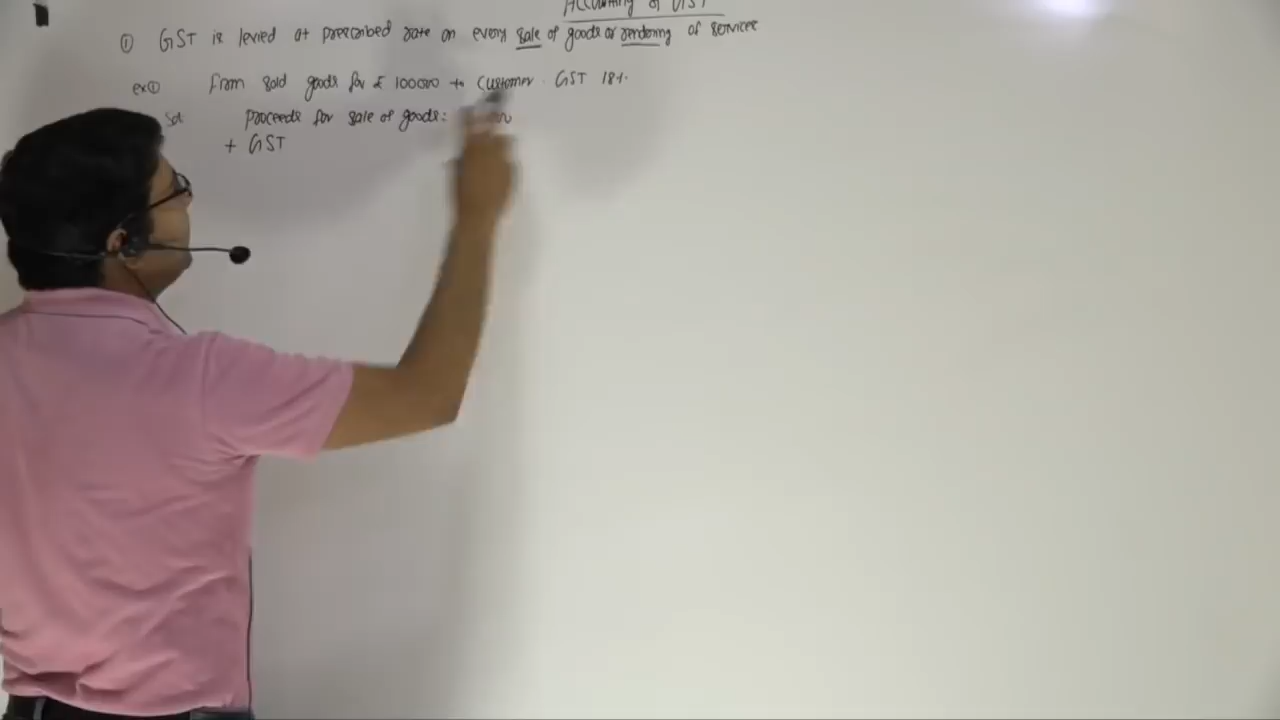 Accounting of GST
① GST is levied at prescribed rate on every sale of goods or rendering of services
ex① From sold goods for ₹ 100000 to Customer. GST 18%.
Sol: Proceeds for sale of goods:
+ GST